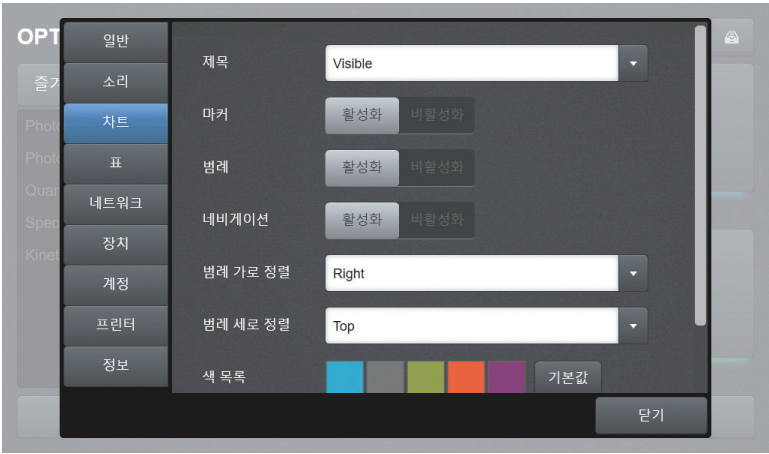 OPT
즐겨
Photo
Photo
Quan
Spec
Kinet
일반
소리
차트
표
네트워크
장치
계정
프린터
정보
제목
Visible
마커
활성화
비활성화
범례
활성화
비활성화
네비게이션
활성화
비활성화
범례 가로 정렬
Right
범례 세로 정렬
Top
색 목록
기본값
닫기